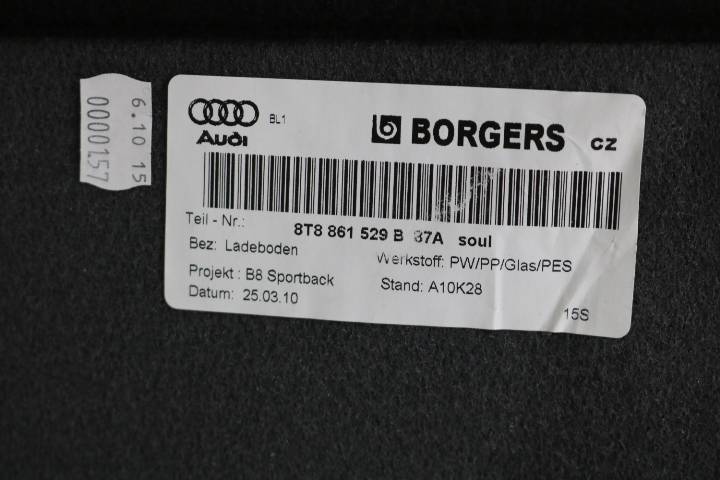 6.10 15
0000157
Audi
BL1
BORGERS CZ
Teil - Nr.: 8T8 861 529 B 87A soul
Bez: Ladeboden
Werkstoff: PW/PP/Glas/PES
Projekt : B8 Sportback
Stand: A10K28
Datum: 25.03.10
15S